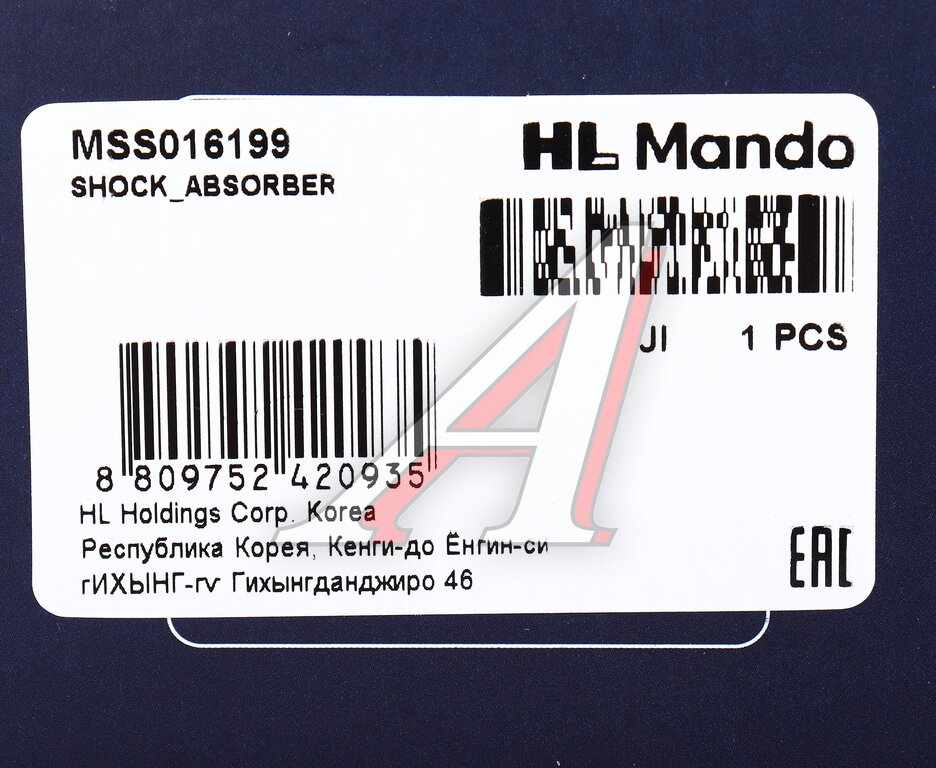 MSS016199
SHOCK_ABSORBER
HL Mando
JI 1 PCS
8 809752 420935
HL Holdings Corp. Korea
Республика Корея, Кенги-до Ёнгин-си
гИХЫНГ-гу Гихынгданджиро 46
EAC